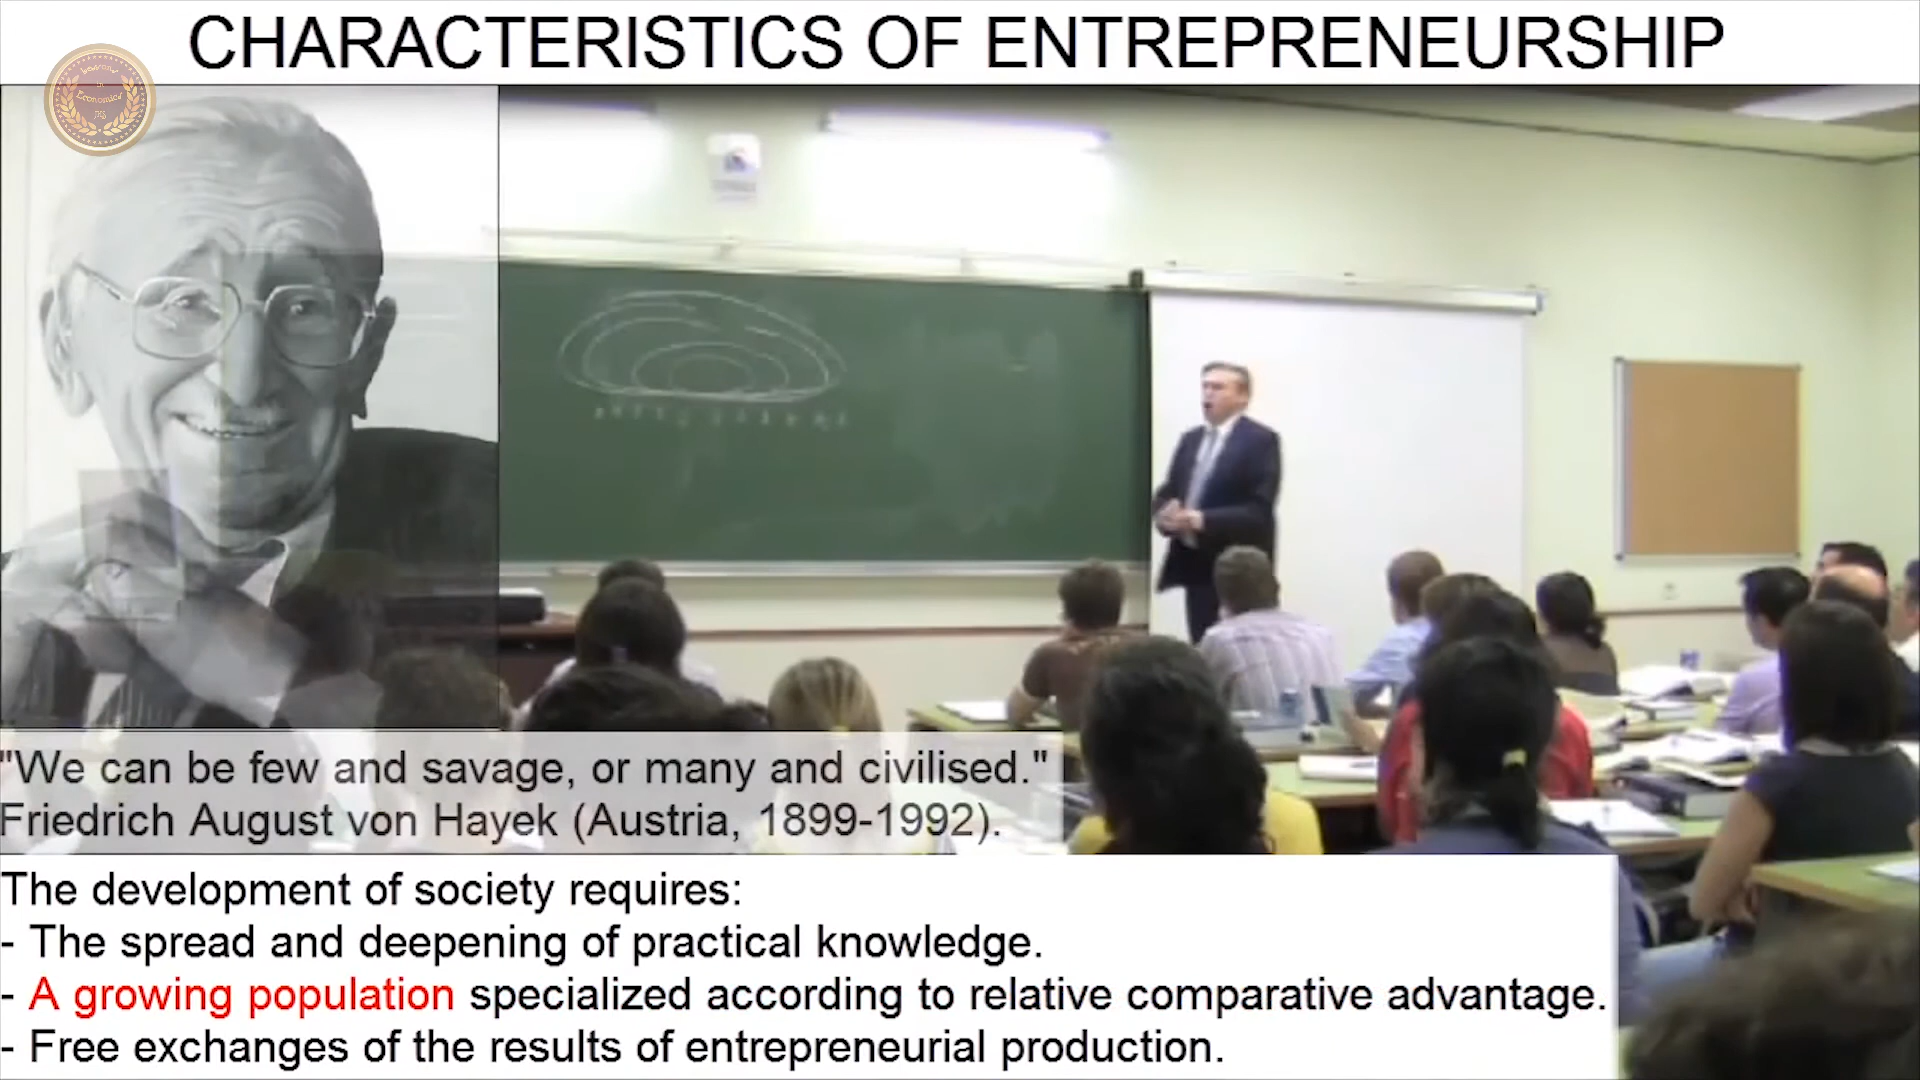 CHARACTERISTICS OF ENTREPRENEURSHIP
Economics
"We can be few and savage, or many and civilised."
Friedrich August von Hayek (Austria, 1899-1992).
The development of society requires:
- The spread and deepening of practical knowledge.
- A growing population specialized according to relative comparative advantage.
- Free exchanges of the results of entrepreneurial production.